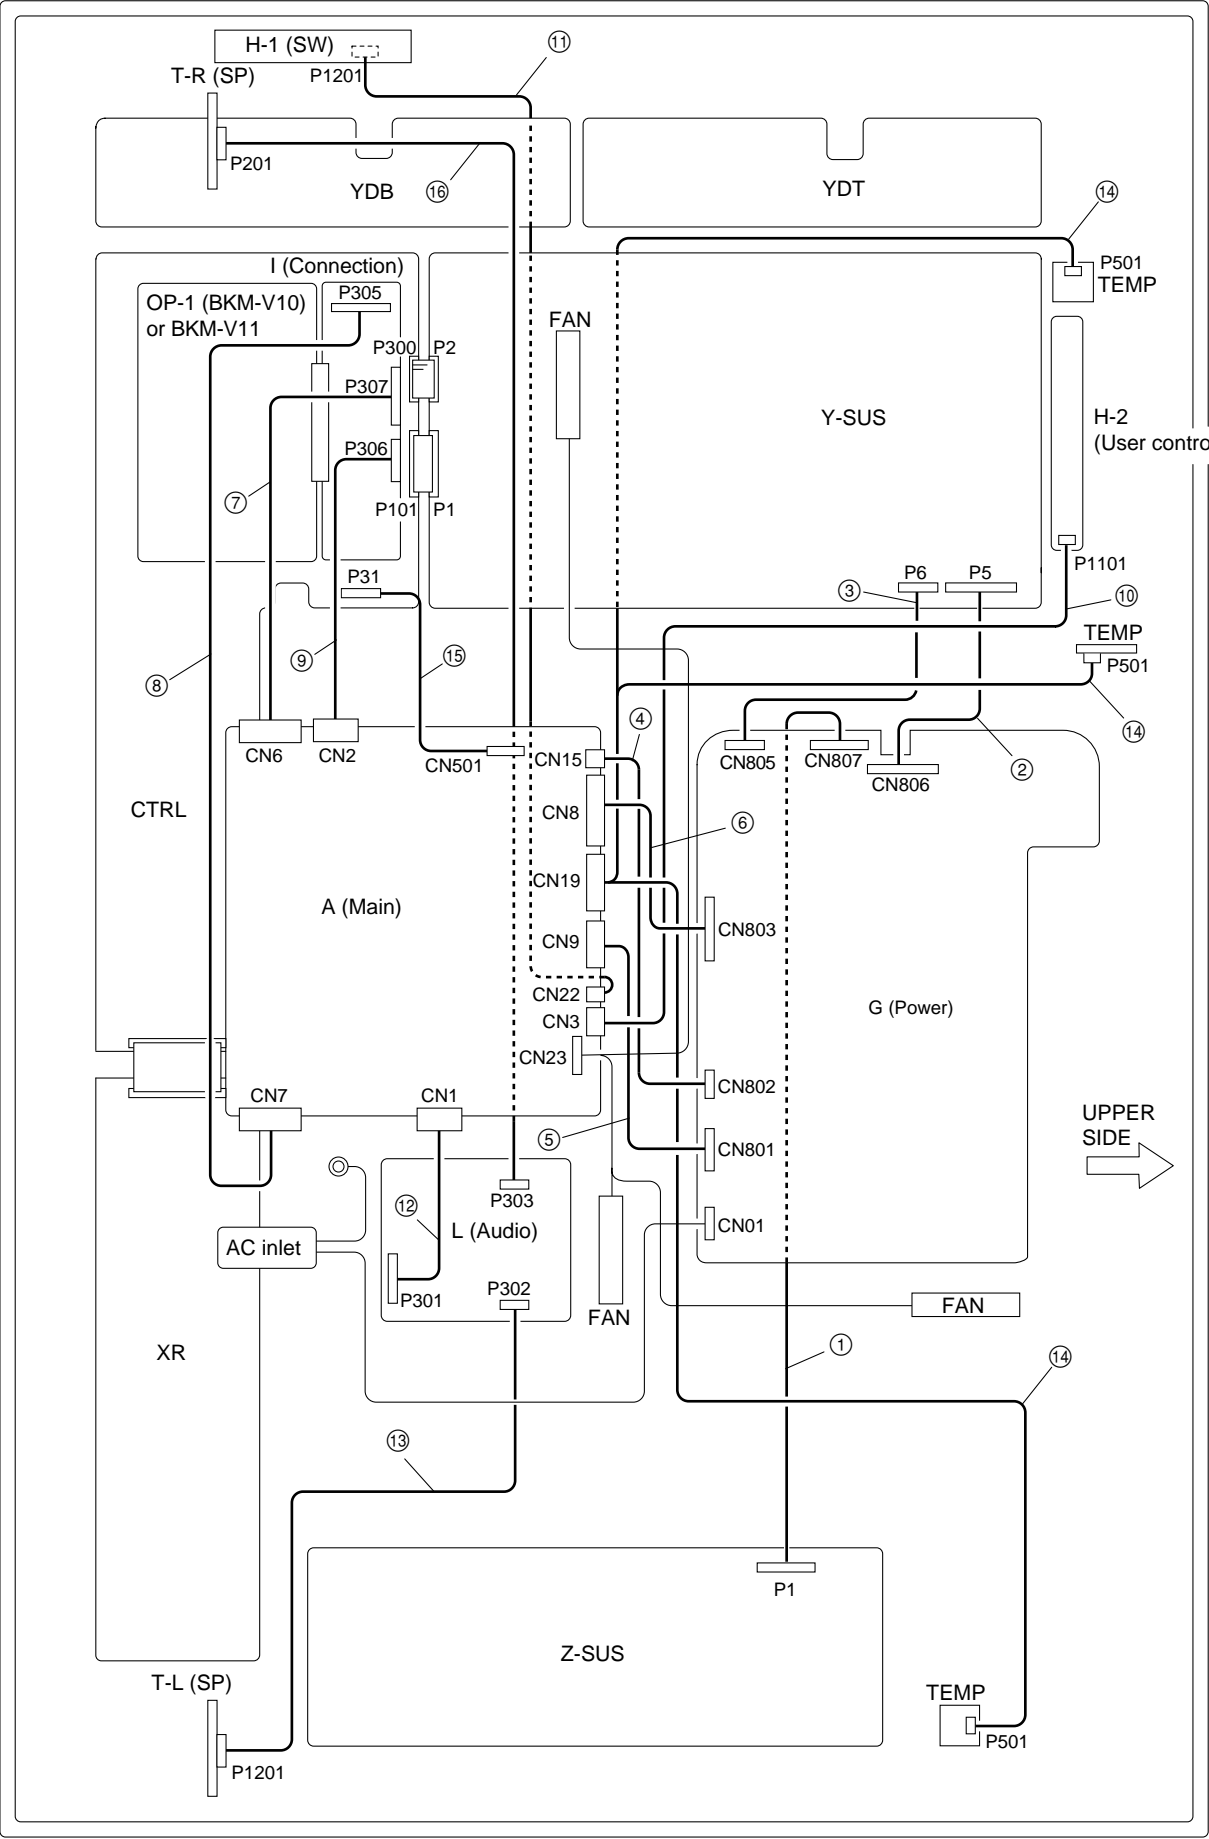 H-1 (SW)
⑪
T-R (SP)
P1201
P201
YDB
⑯
YDT
⑭
I (Connection)
P501
TEMP
OP-1 (BKM-V10)
or BKM-V11
P305
FAN
P300
P2
P307
Y-SUS
H-2
(User contro
P306
⑦
P101
P1
P31
P6
P5
③
P1101
⑩
TEMP
P501
⑨
⑮
⑧
④
⑭
CN6
CN2
CN501
CN15
CN805
CN807
CN806
②
CTRL
CN8
⑥
CN19
A (Main)
CN803
CN9
CN22
G (Power)
CN3
CN23
CN802
CN7
CN1
UPPER
SIDE
⑤
CN801
P303
⑫
L (Audio)
CN01
AC inlet
P302
P301
FAN
FAN
XR
①
⑭
⑬
P1
Z-SUS
T-L (SP)
TEMP
P501
P1201